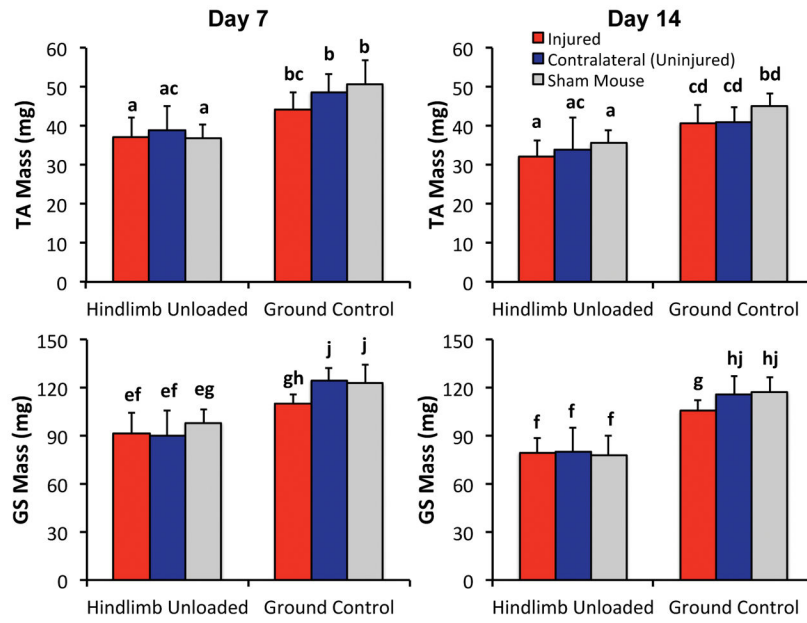 Day 7
Day 14
60
50
40
30
20
10
0
TA Mass (mg)
a
ac
a
bc
b
b
Hindlimb Unloaded
Ground Control
60
50
40
30
20
10
0
TA Mass (mg)
Injured
Contralateral (Uninjured)
Sham Mouse
a
ac
a
cd
cd
bd
Hindlimb Unloaded
Ground Control
150
120
90
60
30
0
GS Mass (mg)
ef
ef
eg
gh
j
j
Hindlimb Unloaded
Ground Control
150
120
90
60
30
0
GS Mass (mg)
f
f
f
g
hj
hj
Hindlimb Unloaded
Ground Control